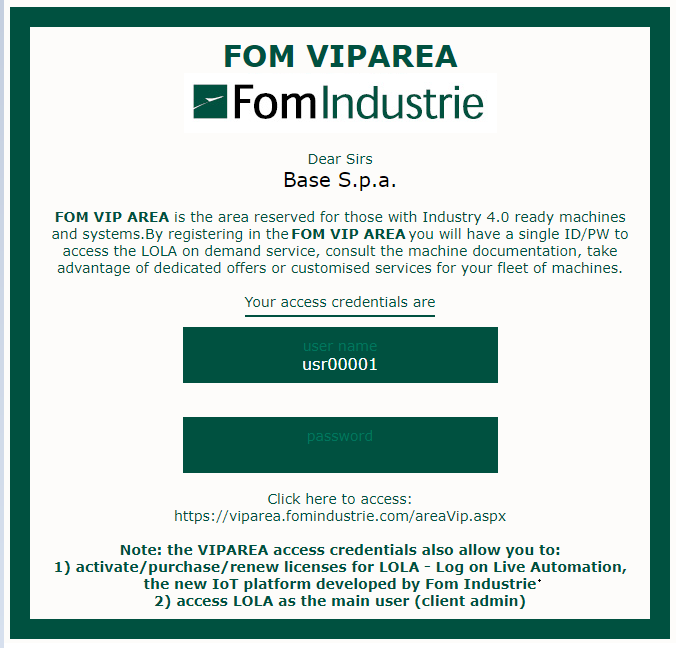 FOM VIPAREA
FomIndustrie
Dear Sirs
Base S.p.a.
FOM VIP AREA is the area reserved for those with Industry 4.0 ready machines
and systems.By registering in the FOM VIP AREA you will have a single ID/PW to
access the LOLA on demand service, consult the machine documentation, take
advantage of dedicated offers or customised services for your fleet of machines.
Your access credentials are
user name
usr00001
password
Click here to access:
https://viparea.fomindustrie.com/areaVip.aspx
Note: the VIPAREA access credentials also allow you to:
1) activate/purchase/renew licenses for LOLA - Log on Live Automation,
the new IoT platform developed by Fom Industrie
2) access LOLA as the main user (client admin)